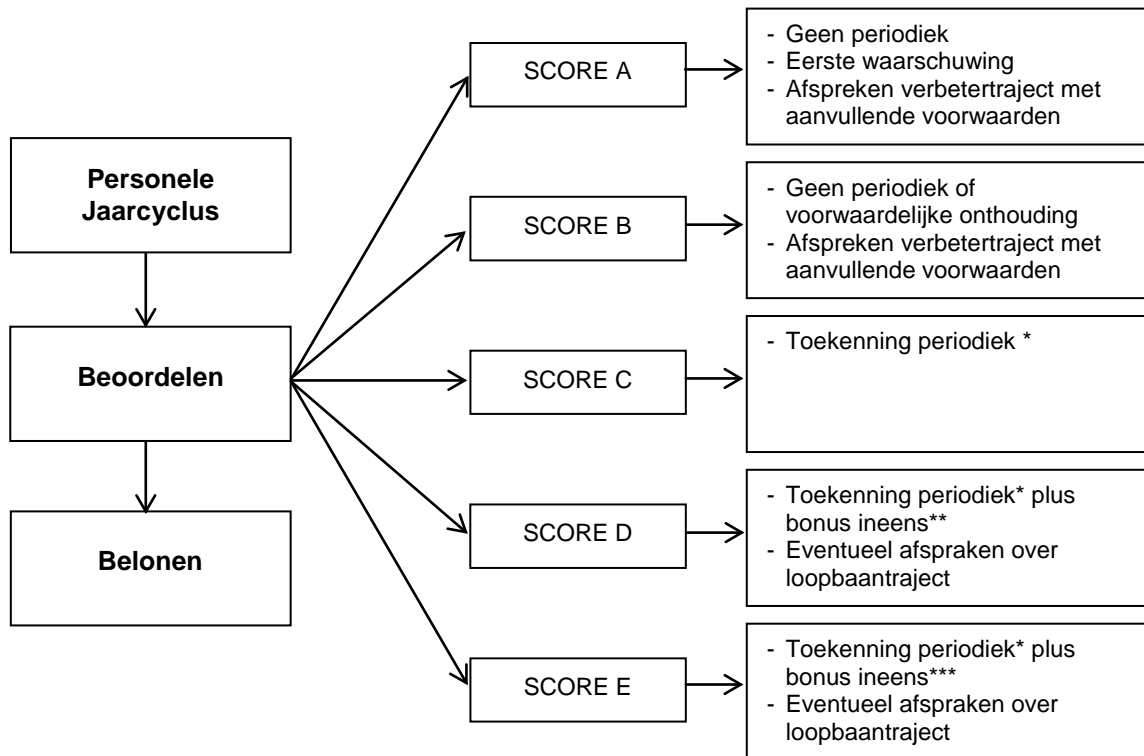 Personele
Jaarcyclus
Beoordelen
Belonen
SCORE A
- Geen periodiek
- Eerste waarschuwing
- Afspreken verbetertraject met
aanvullende voorwaarden
SCORE B
- Geen periodiek of
voorwaardelijke onthouding
- Afspreken verbetertraject met
aanvullende voorwaarden
SCORE C
- Toekenning periodiek *
SCORE D
- Toekenning periodiek* plus
bonus ineens**
- Eventueel afspraken over
loopbaantraject
SCORE E
- Toekenning periodiek* plus
bonus ineens***
- Eventueel afspraken over
loopbaantraject